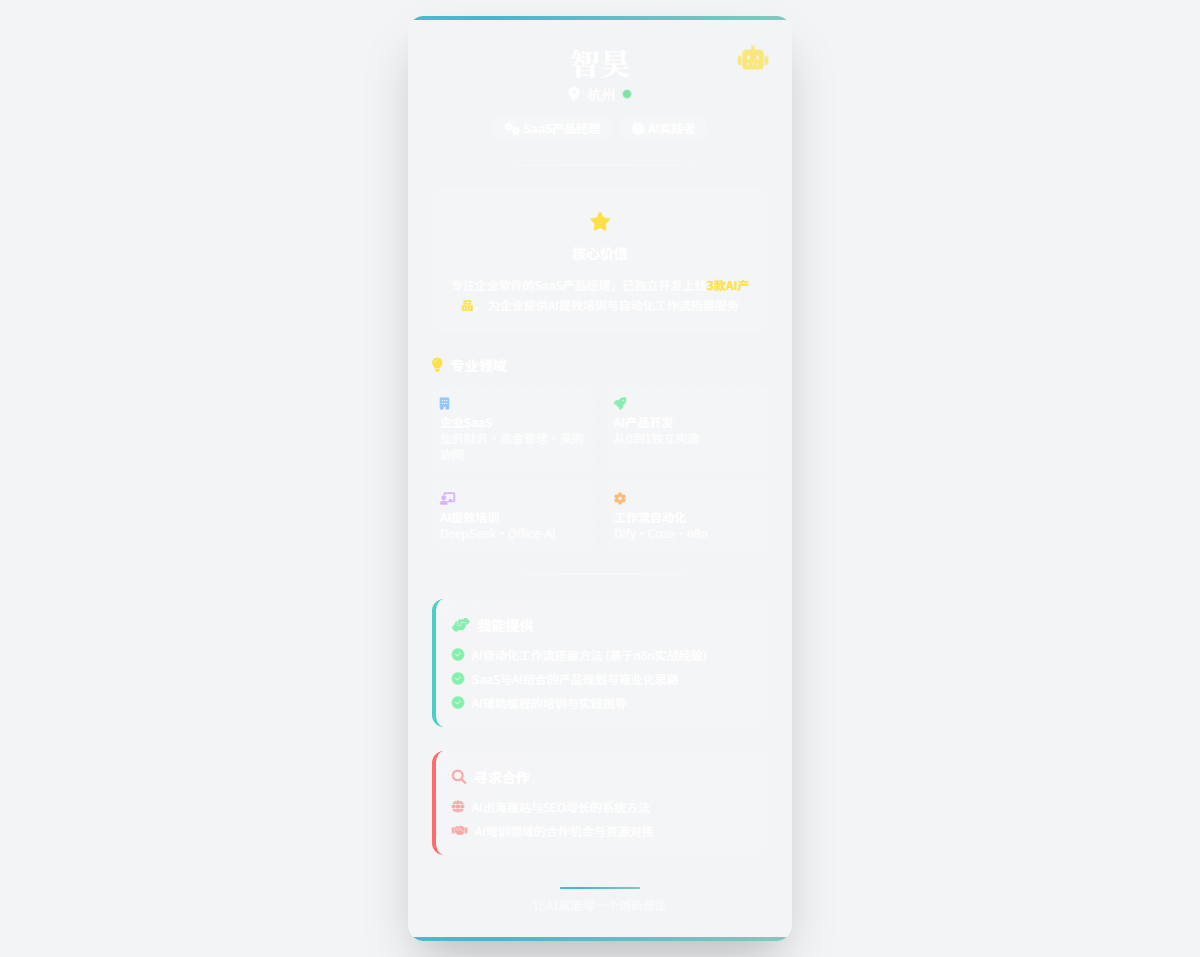 智昊
杭州
SaaS产品经理
AI实践者
核心价值
专注企业软件的SaaS产品经理，已独立开发上线3款AI产
品， 为企业提供AI提效培训与自动化工作流搭建服务
专业领域
企业SaaS
业务财务・资金管理・采购
协同
AI产品开发
从0到1独立构建
AI提效培训
DeepSeek • Office-AI
工作流自动化
Dify • Coze • n8n
我能提供
AI自动化工作流搭建方法 (基于n8n实战经验)
SaaS与AI结合的产品规划与商业化思路
AI辅助编程的培训与实践指导
寻求合作
AI出海建站与SEO增长的系统方法
AI培训领域的合作机会与资源对接
让AI赋能每一个创新想法